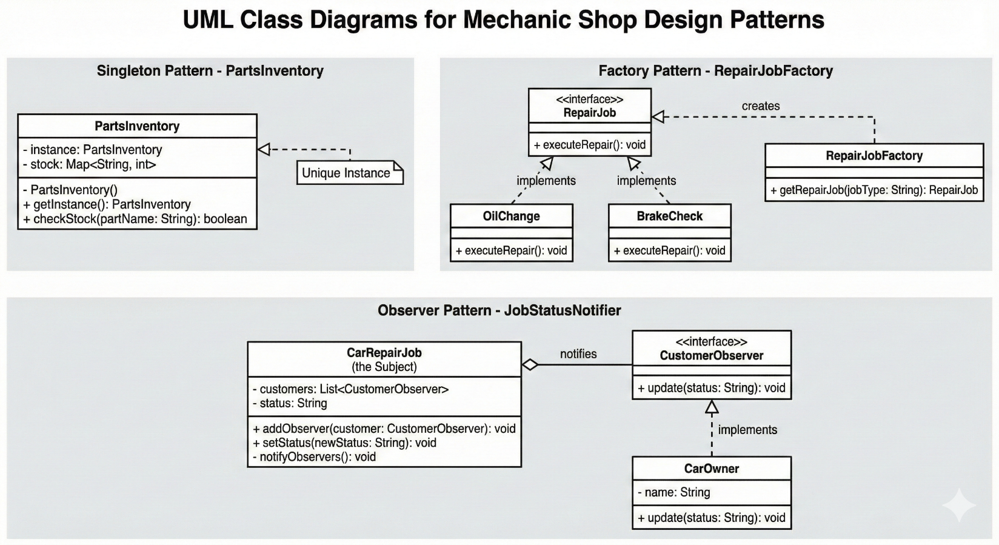 UML Class Diagrams for Mechanic Shop Design Patterns
Singleton Pattern - PartsInventory
PartsInventory
- instance: PartsInventory
- stock: Map<String, int>
- PartsInventory()
+ getInstance(): PartsInventory
+ checkStock(partName: String): boolean
Unique Instance
Factory Pattern - RepairJobFactory
<<interface>>
RepairJob
+ executeRepair(): void
creates
RepairJobFactory
+ getRepairJob(jobType: String): RepairJob
implements
implements
OilChange
+ executeRepair(): void
BrakeCheck
+ executeRepair(): void
Observer Pattern - JobStatusNotifier
CarRepairJob
(the Subject)
- customers: List<CustomerObserver>
- status: String
+ addObserver(customer: CustomerObserver): void
+ setStatus(newStatus: String): void
- notifyObservers(): void
notifies
<<interface>>
CustomerObserver
+ update(status: String): void
implements
CarOwner
- name: String
+ update(status: String): void